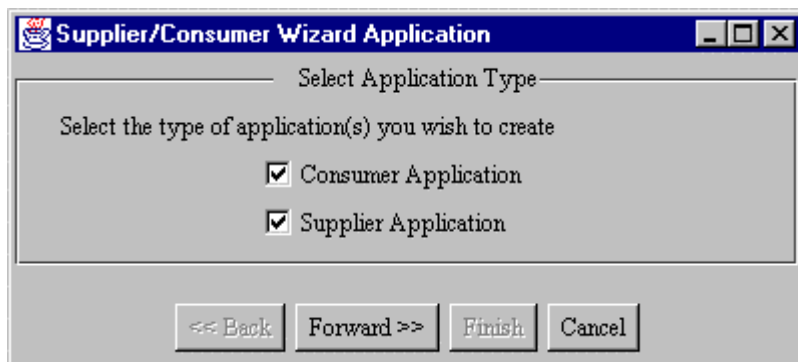 Supplier/Consumer Wizard Application
Select Application Type
Select the type of application(s) you wish to create
Consumer Application
Supplier Application
<< Back Forward >> Finish Cancel